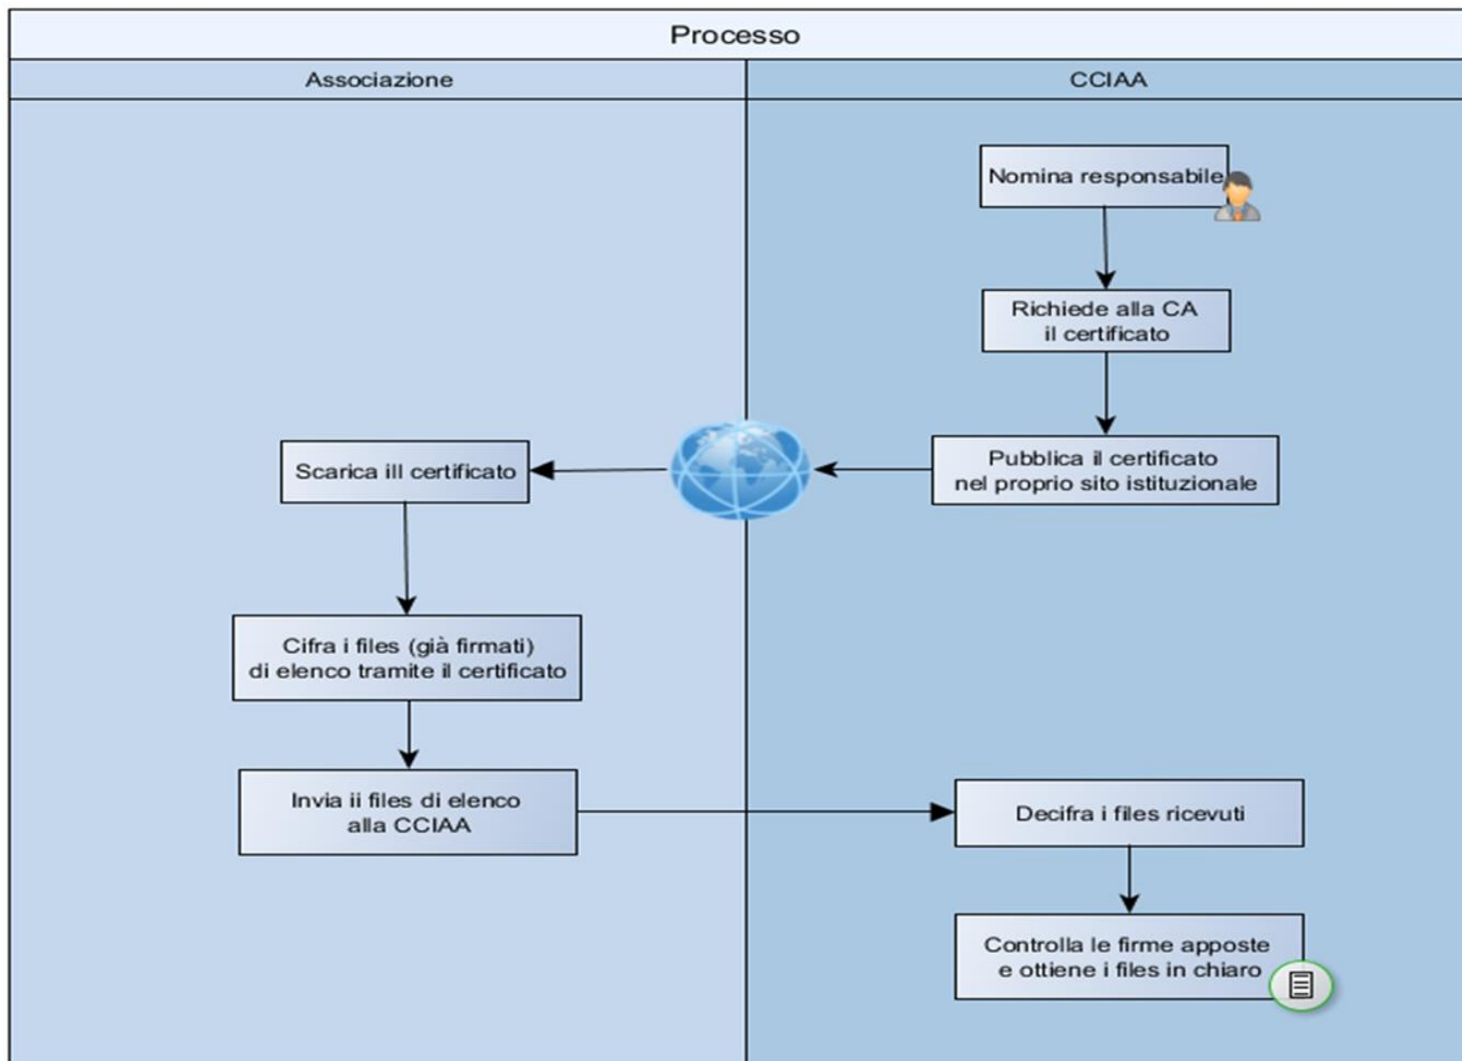 Processo
Associazione
CCIAA
Nomina responsabile
Richiede alla CA
il certificato
Pubblica il certificato
nel proprio sito istituzionale
Scarica ill certificato
Cifra i files (già firmati)
di elenco tramite il certificato
Invia ii files di elenco
alla CCIAA
Decifra i files ricevuti
Controlla le firme apposte
e ottiene i files in chiaro